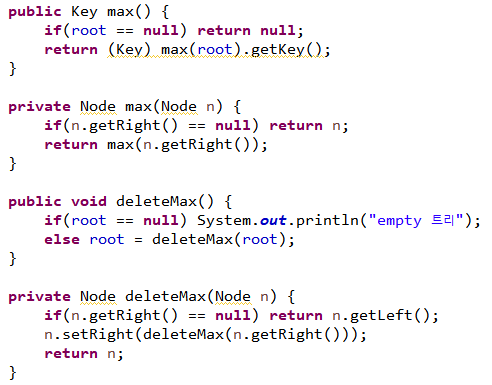 public Key max() {
    if(root == null) return null;
    return (Key) max(root).getKey();
}

private Node max(Node n) {
    if(n.getRight() == null) return n;
    return max(n.getRight());
}

public void deleteMax() {
    if(root == null) System.out.println("empty 트리");
    else root = deleteMax(root);
}

private Node deleteMax(Node n) {
    if(n.getRight() == null) return n.getLeft();
    n.setRight(deleteMax(n.getRight()));
    return n;
}